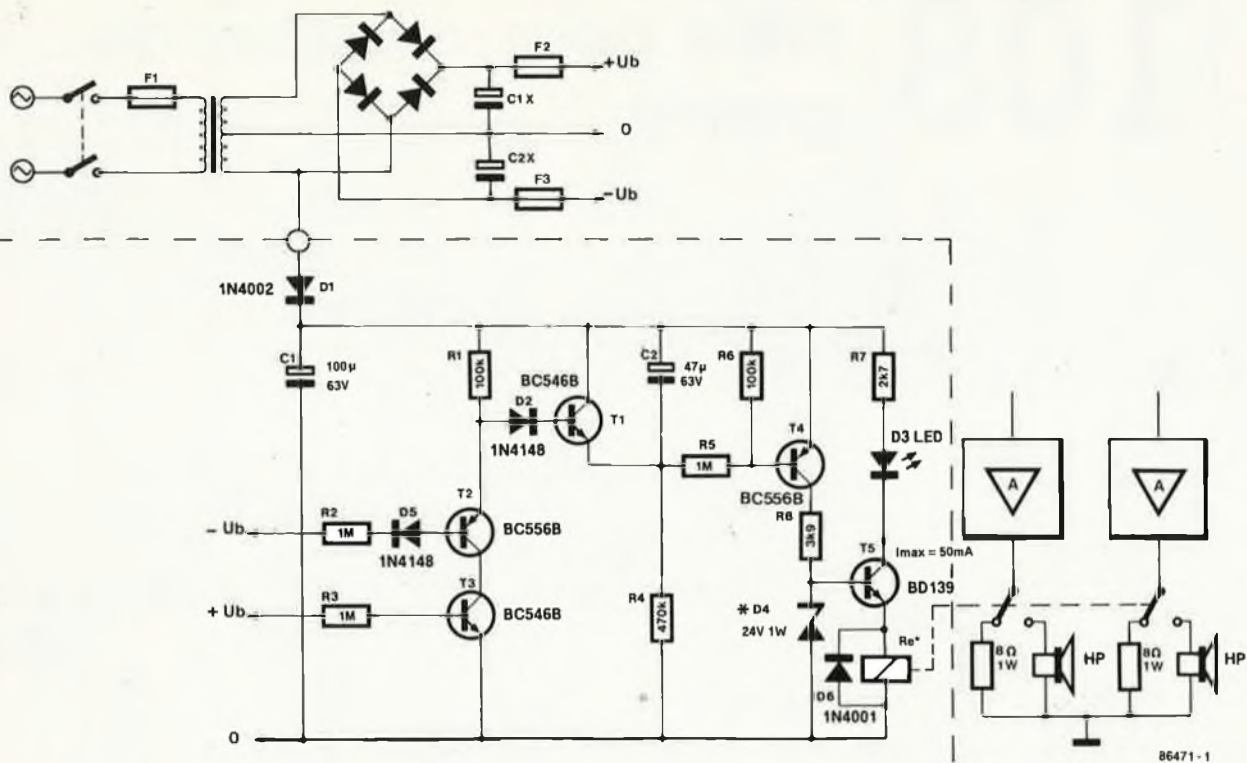 F1
F2
+Ub
C1X
0
C2X
F3
-Ub
1N4002
D1
C1
100µ
63V
R1
100k
BC546B
D2
1N4148
T1
C2
47µ
63V
R6
100k
R7
2k7
R5
1M
T4
BC556B
D3 LED
R8
3k9
T5
Imax = 50mA
BD139
- Ub
R2
1M
D5
1N4148
T2
BC556B
+ Ub
R3
1M
T3
BC546B
R4
470k
* D4
24V 1W
D6
1N4001
Re*
A
A
8Ω
1W
HP
8Ω
1W
HP
0
86471-1